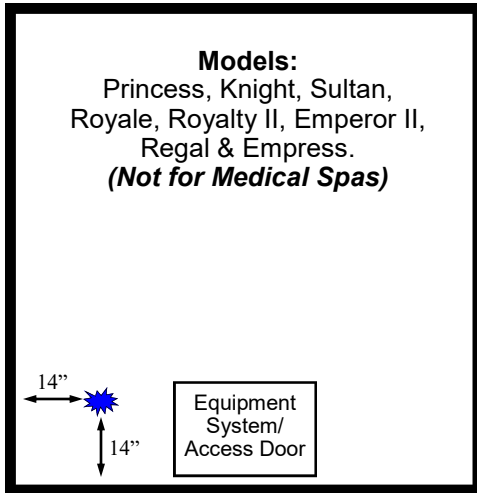 Models:
Princess, Knight, Sultan,
Royale, Royalty II, Emperor II,
Regal & Empress.
(Not for Medical Spas)
14”
14”
Equipment
System/
Access Door